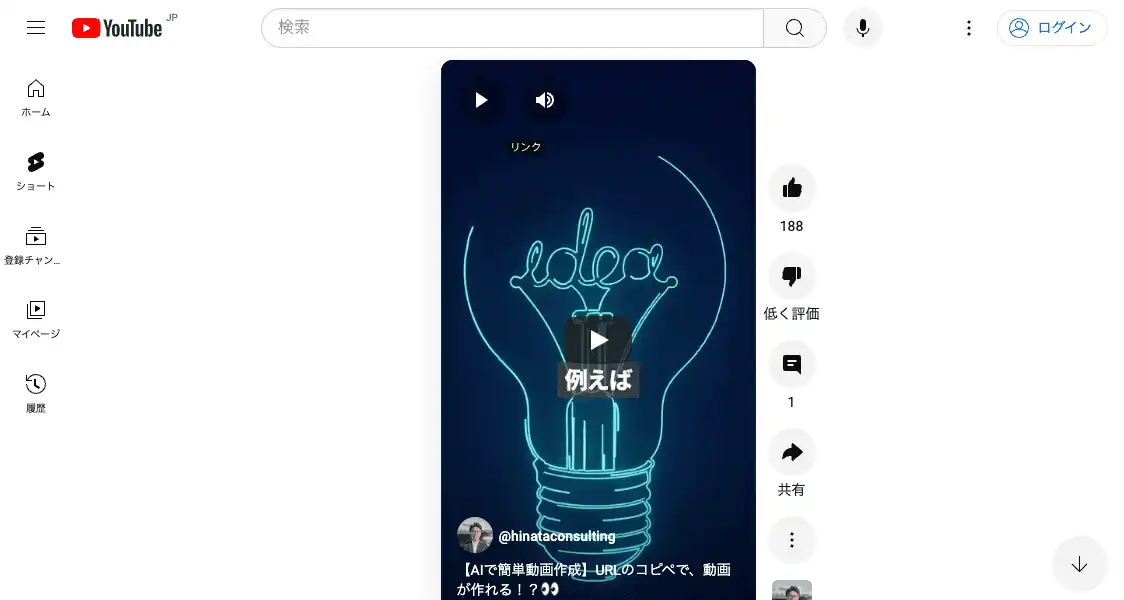 YouTube JP
検索
ログイン
ホーム
ショート
登録チャン...
マイページ
履歴
リンク
idea
例えば
@hinataconsulting
【AIで簡単動画作成】URLのコピペで、動画
が作れる！？👀
188
低く評価
1
共有